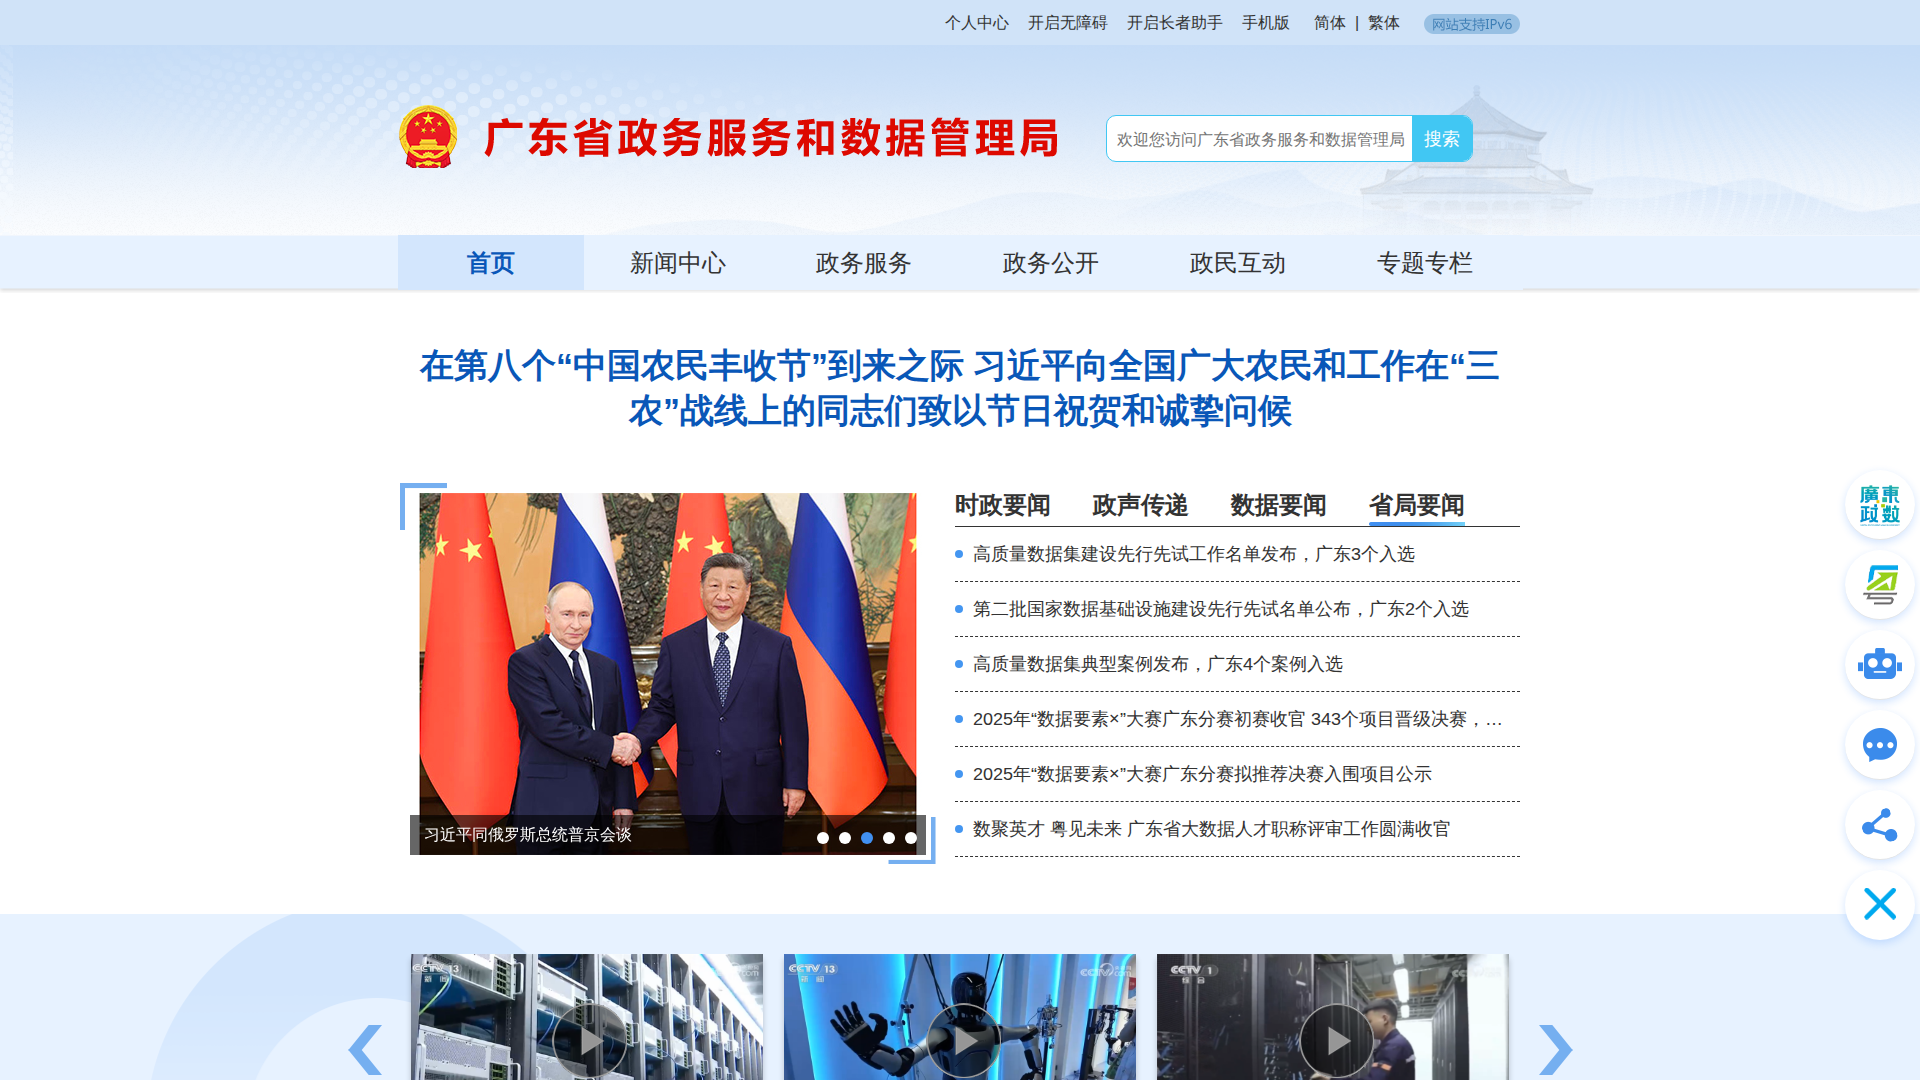 个人中心 开启无障碍 开启长者助手 手机版 简体 | 繁体 网站支持IPv6
广东省政务服务和数据管理局
欢迎您访问广东省政务服务和数据管理局 搜索
首页 新闻中心 政务服务 政务公开 政民互动 专题专栏
在第八个“中国农民丰收节”到来之际 习近平向全国广大农民和工作在“三
农”战线上的同志们致以节日祝贺和诚挚问候
时政要闻 政声传递 数据要闻 省局要闻
高质量数据集建设先行先试工作名单发布，广东3个入选
第二批国家数据基础设施建设先行先试名单公布，广东2个入选
高质量数据集典型案例发布，广东4个案例入选
2025年“数据要素×”大赛广东分赛初赛收官 343个项目晋级决赛，…
2025年“数据要素×”大赛广东分赛拟推荐决赛入围项目公示
数聚英才 粤见未来 广东省大数据人才职称评审工作圆满收官
习近平同俄罗斯总统普京会谈
廣東
政数
CCTV 13
新闻
CCTV 13
新闻
CCTV 1
综合